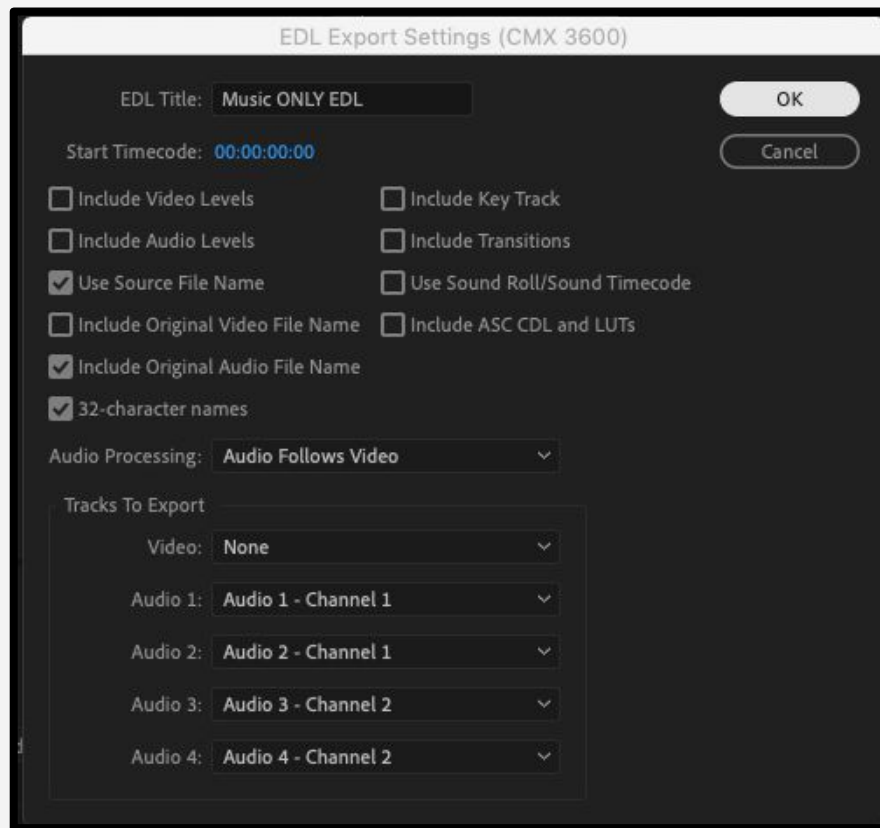 EDL Export Settings (CMX 3600)
EDL Title: Music ONLY EDL
OK
Start Timecode: 00:00:00:00
Cancel
Include Video Levels
Include Key Track
Include Audio Levels
Include Transitions
Use Source File Name
Use Sound Roll/Sound Timecode
Include Original Video File Name
Include ASC CDL and LUTs
Include Original Audio File Name
32-character names
Audio Processing: Audio Follows Video
Tracks To Export
Video: None
Audio 1: Audio 1 - Channel 1
Audio 2: Audio 2 - Channel 1
Audio 3: Audio 3 - Channel 2
Audio 4: Audio 4 - Channel 2